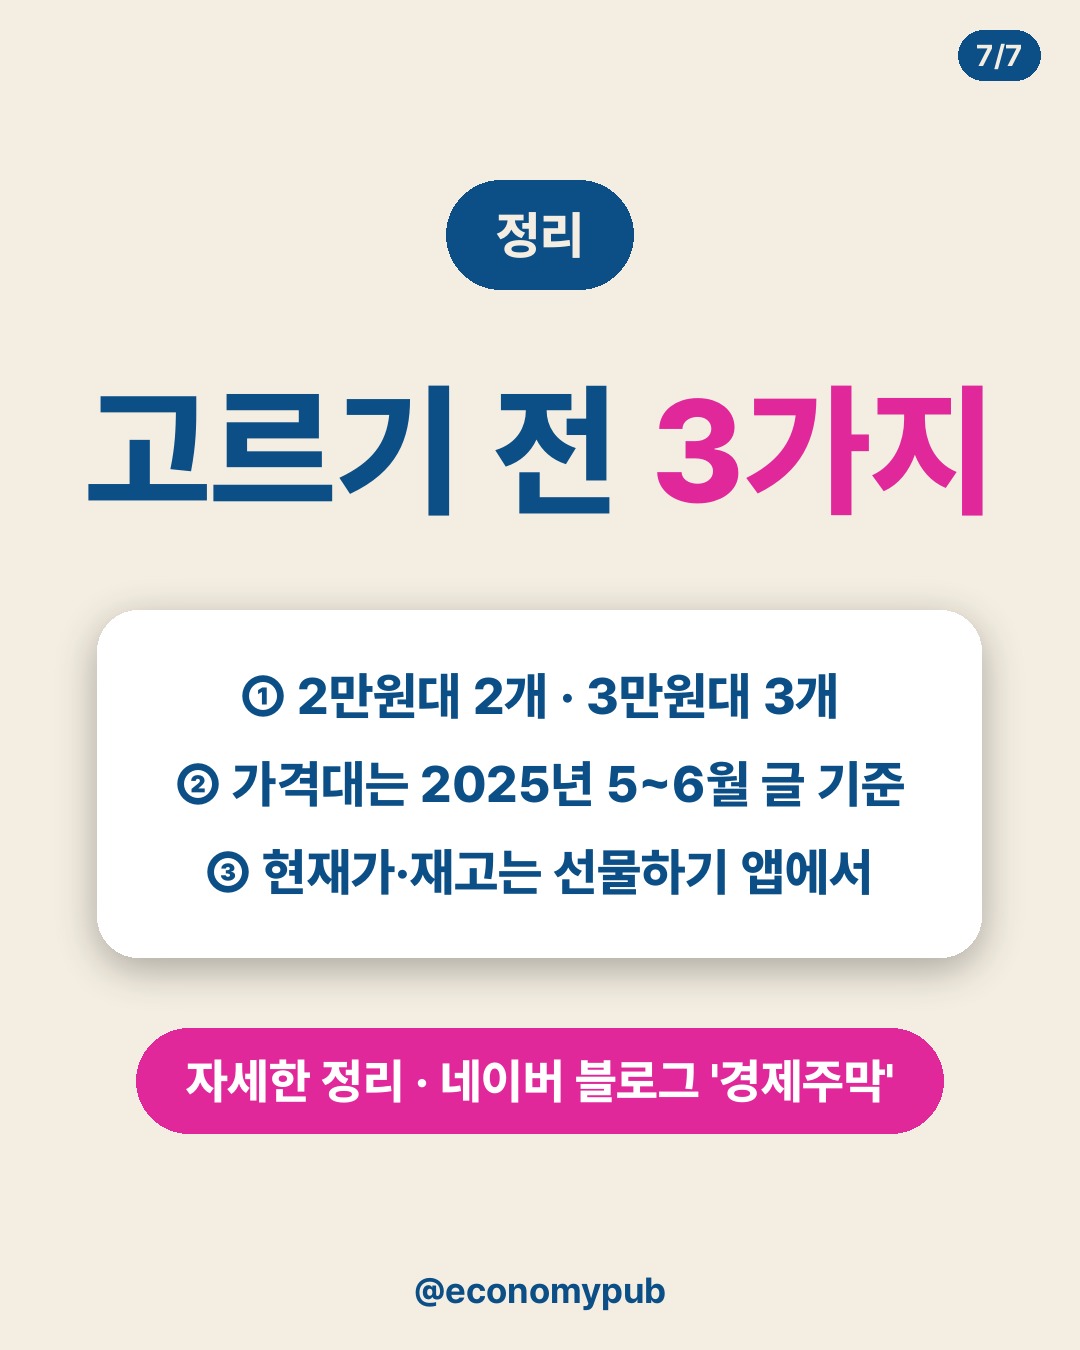 7/7
정리
고르기 전 3가지
① 2만원대 2개 · 3만원대 3개
② 가격대는 2025년 5~6월 글 기준
③ 현재가·재고는 선물하기 앱에서
자세한 정리 · 네이버 블로그 '경제주막'
@economypub